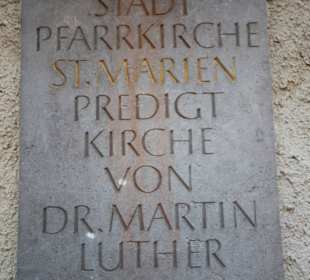 STADT
PFARRKIRCHE
ST. MARIEN
PREDIGT
KIRCHE
VON
DR. MARTIN
LUTHER